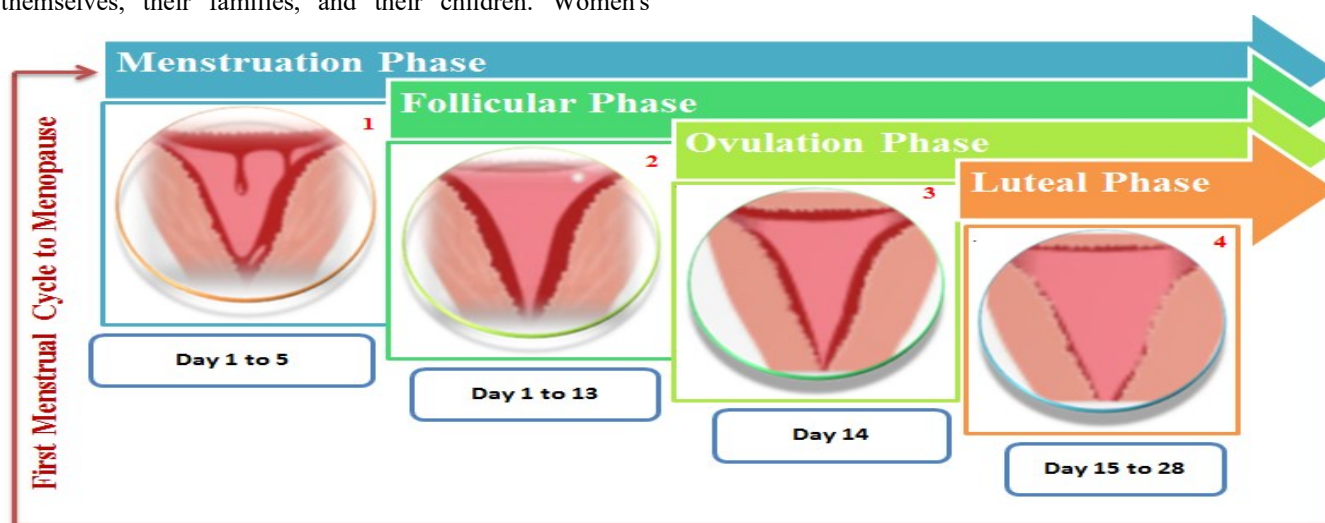 themselves, their families, and their children. Women's
Menstruation Phase
1
Follicular Phase
2
Ovulation Phase
3
Luteal Phase
4
First Menstrual Cycle to Menopause
Day 1 to 5
Day 1 to 13
Day 14
Day 15 to 28